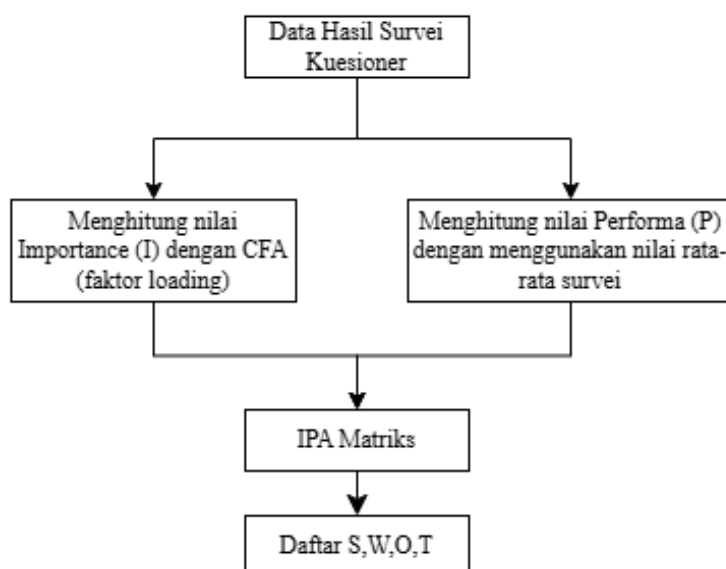 Data Hasil Survei
Kuesioner
Menghitung nilai
Importance (I) dengan CFA
(faktor loading)
Menghitung nilai Performa (P)
dengan menggunakan nilai rata-
rata survei
IPA Matriks
Daftar S,W,O,T